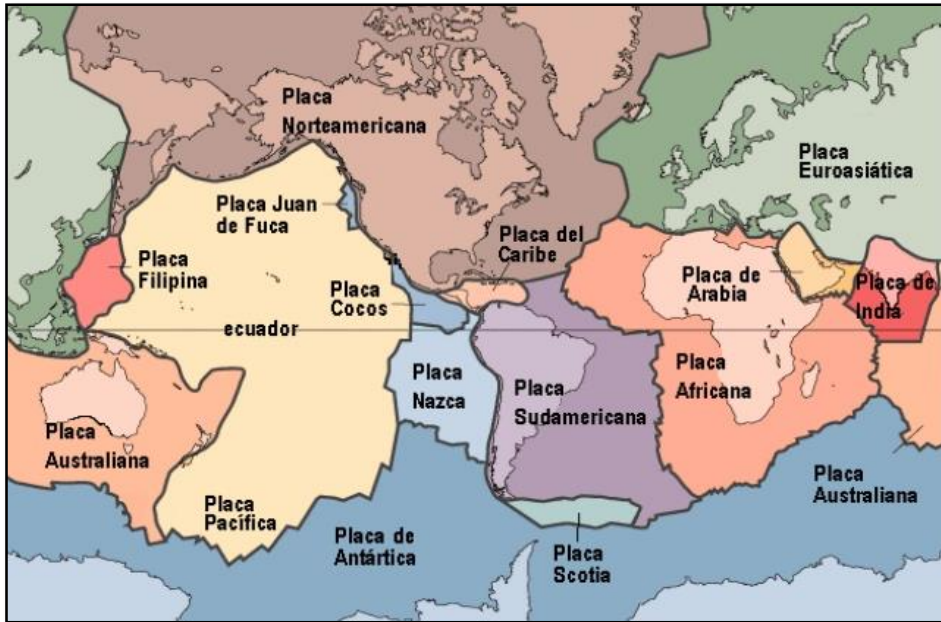 Placa
Norteamericana
Placa
Euroasiática
Placa Juan
de Fuca
Placa del
Caribe
Placa
Filipina
Placa de
Arabia
Placa de
India
Placa
Cocos
ecuador
Placa
Nazca
Placa
Sudamericana
Placa
Africana
Placa
Australiana
Placa
Australiana
Placa
Pacífica
Placa de
Antártica
Placa
Scotia